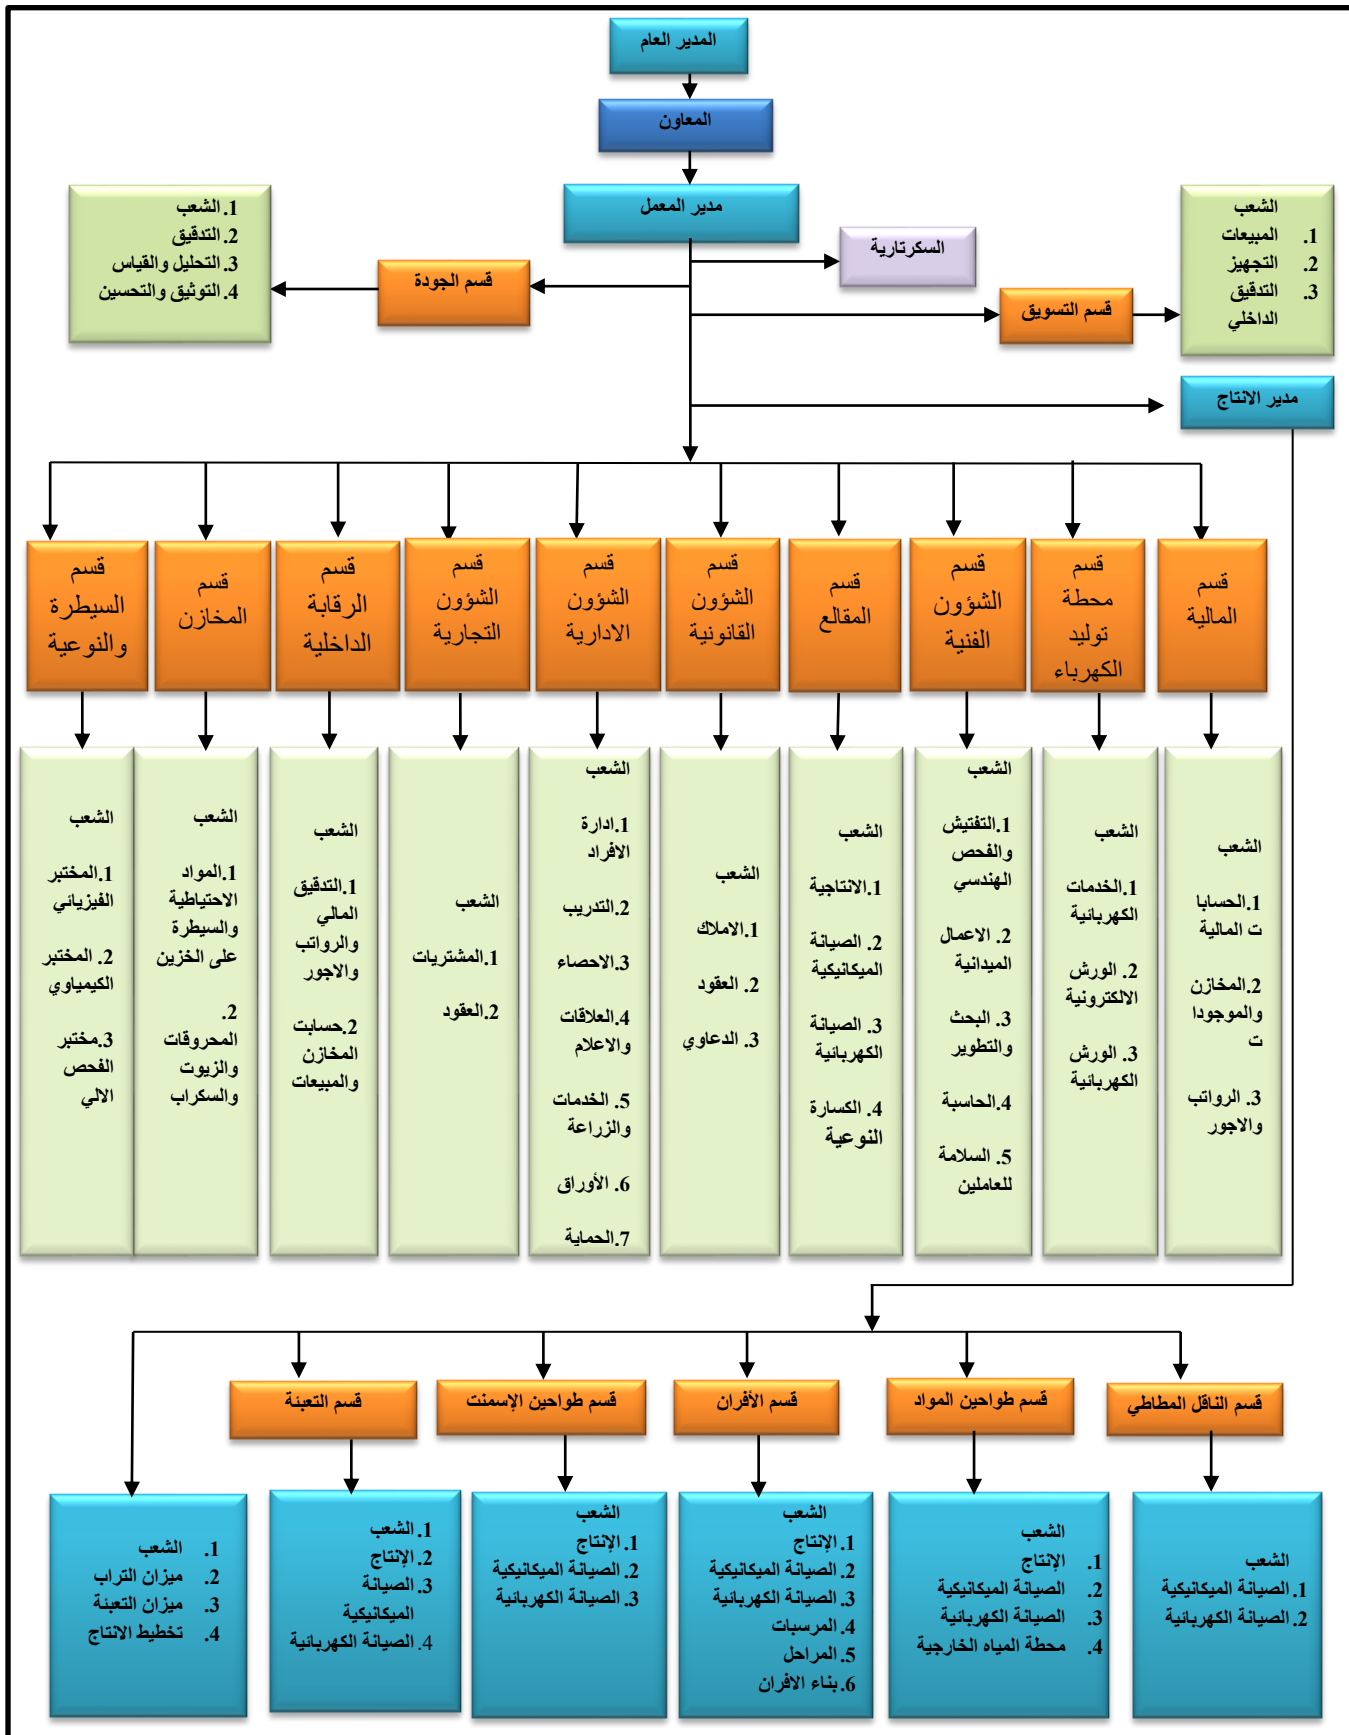 المدير العام
المعاون
مدير المعمل
السكرتارية
الشعب
1. المبيعات
2. التجهيز
3. التدقيق
الداخلي
قسم التسويق
قسم الجودة
1. الشعب
2. التدقيق
3. التحليل والقياس
4. التوثيق والتحسين
مدير الانتاج
قسم
المالية
قسم
محطة
توليد
الكهرباء
قسم
الشؤون
الفنية
قسم
المقالع
قسم
الشؤون
القانونية
قسم
الشؤون
الادارية
قسم
الشؤون
التجارية
قسم
الرقابة
الداخلية
قسم
المخازن
قسم
السيطرة
والنوعية
الشعب
1.الحسابا
ت المالية
2.المخازن
والموجودا
ت
3. الرواتب
والاجور
الشعب
1.الخدمات
الكهربائية
2. الورش
الالكترونية
3. الورش
الكهربائية
الشعب
1.التفتيش
والفحص
الهندسي
2. الاعمال
الميدانية
3. البحث
والتطوير
4.الحاسبة
5. السلامة
للعاملين
الشعب
1.الانتاجية
2. الصيانة
الميكانيكية
3. الصيانة
الكهربائية
4. الكسارة
النوعية
الشعب
1.الاملاك
2. العقود
3. الدعاوي
الشعب
1.ادارة
الافراد
2.التدريب
3.الاحصاء
4.العلاقات
والاعلام
5. الخدمات
والزراعة
6. الأوراق
7.الحماية
الشعب
1.المشتريات
2.العقود
الشعب
1.التدقيق
المالي
والرواتب
والاجور
2.حسابت
المخازن
والمبيعات
الشعب
1.المواد
الاحتياطية
والسيطرة
على الخزين
2.
المحروقات
والزيوت
والسكراب
الشعب
1.المختبر
الفيزيائي
2. المختبر
الكيمياوي
3.مختبر
الفحص
الالي
قسم الناقل المطاطي
قسم طواحين المواد
قسم الأفران
قسم طواحين الإسمنت
قسم التعبئة
الشعب
1. الصيانة الميكانيكية
2. الصيانة الكهربائية
الشعب
1. الإنتاج
2. الصيانة الميكانيكية
3. الصيانة الكهربائية
4. محطة المياه الخارجية
الشعب
1. الإنتاج
2. الصيانة الميكانيكية
3. الصيانة الكهربائية
4. المرسبات
5. المراحل
6. بناء الافران
الشعب
1. الإنتاج
2. الصيانة الميكانيكية
3. الصيانة الكهربائية
1. الشعب
2. الإنتاج
3. الصيانة
الميكانيكية
4. الصيانة الكهربائية
1. الشعب
2. ميزان التراب
3. ميزان التعبئة
4. تخطيط الانتاج